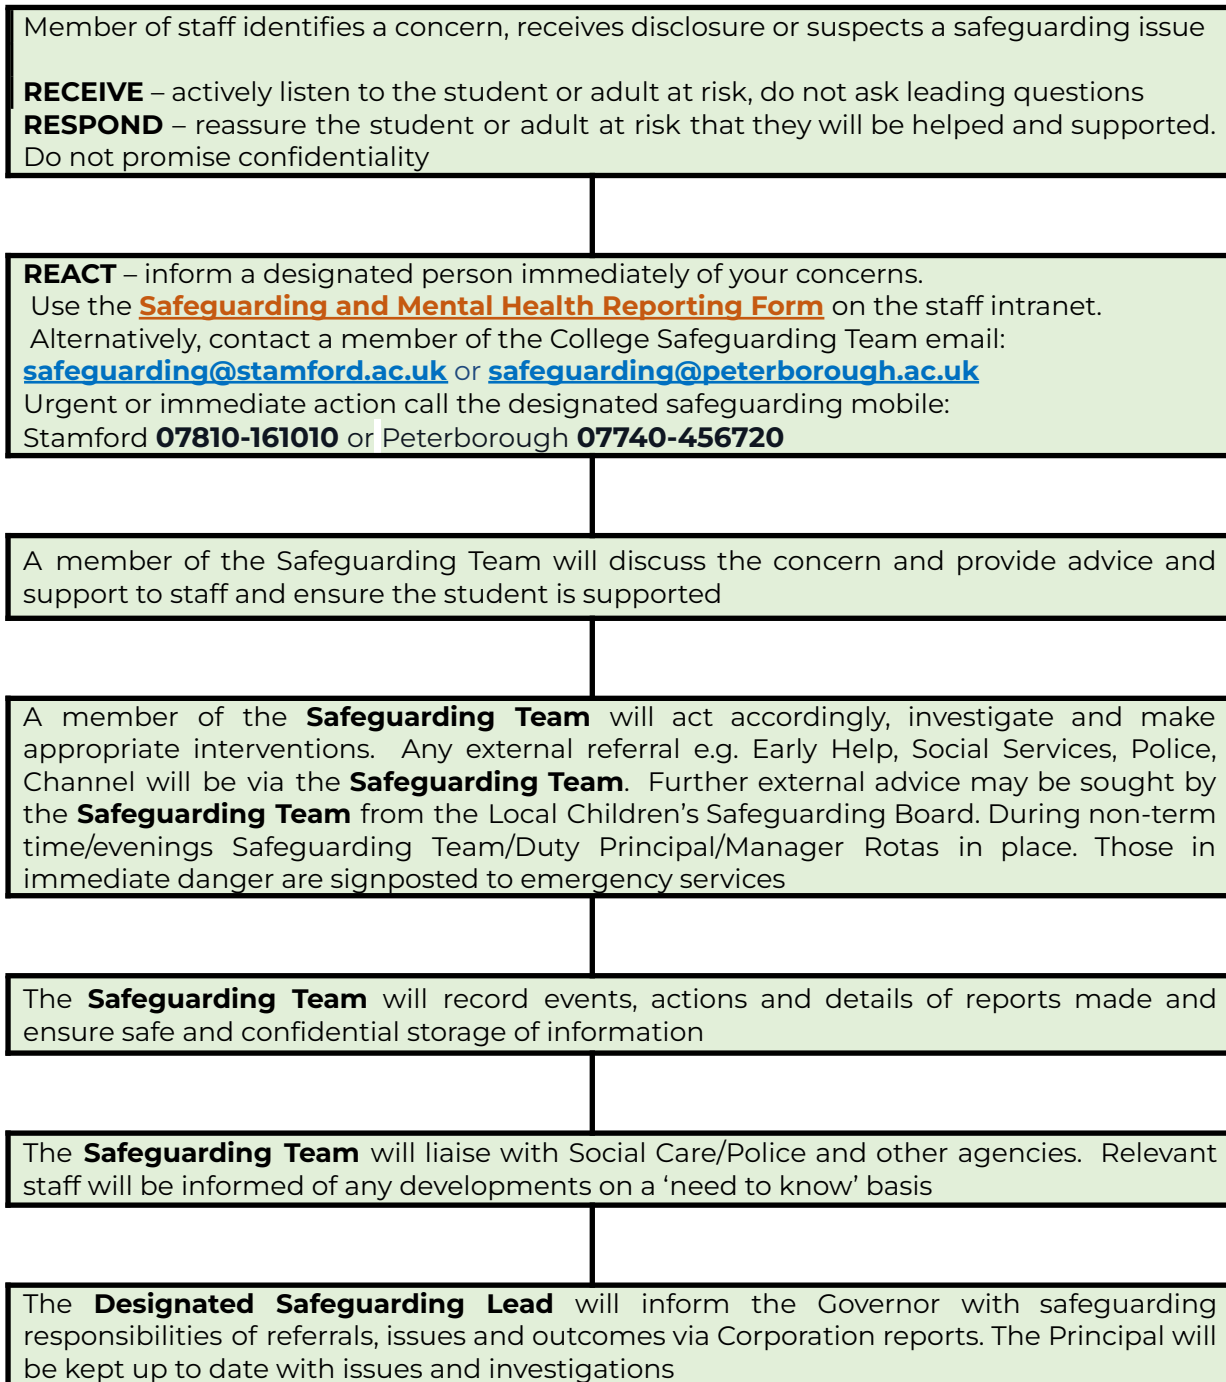 Member of staff identifies a concern, receives disclosure or suspects a safeguarding issue
RECEIVE – actively listen to the student or adult at risk, do not ask leading questions
RESPOND – reassure the student or adult at risk that they will be helped and supported.
Do not promise confidentiality
REACT – inform a designated person immediately of your concerns.
Use the Safeguarding and Mental Health Reporting Form on the staff intranet.
Alternatively, contact a member of the College Safeguarding Team email:
safeguarding@stamford.ac.uk or safeguarding@peterborough.ac.uk
Urgent or immediate action call the designated safeguarding mobile:
Stamford 07810-161010 or Peterborough 07740-456720
A member of the Safeguarding Team will discuss the concern and provide advice and
support to staff and ensure the student is supported
A member of the Safeguarding Team will act accordingly, investigate and make
appropriate interventions. Any external referral e.g. Early Help, Social Services, Police,
Channel will be via the Safeguarding Team. Further external advice may be sought by
the Safeguarding Team from the Local Children’s Safeguarding Board. During non-term
time/evenings Safeguarding Team/Duty Principal/Manager Rotas in place. Those in
immediate danger are signposted to emergency services
The Safeguarding Team will record events, actions and details of reports made and
ensure safe and confidential storage of information
The Safeguarding Team will liaise with Social Care/Police and other agencies. Relevant
staff will be informed of any developments on a ‘need to know’ basis
The Designated Safeguarding Lead will inform the Governor with safeguarding
responsibilities of referrals, issues and outcomes via Corporation reports. The Principal will
be kept up to date with issues and investigations